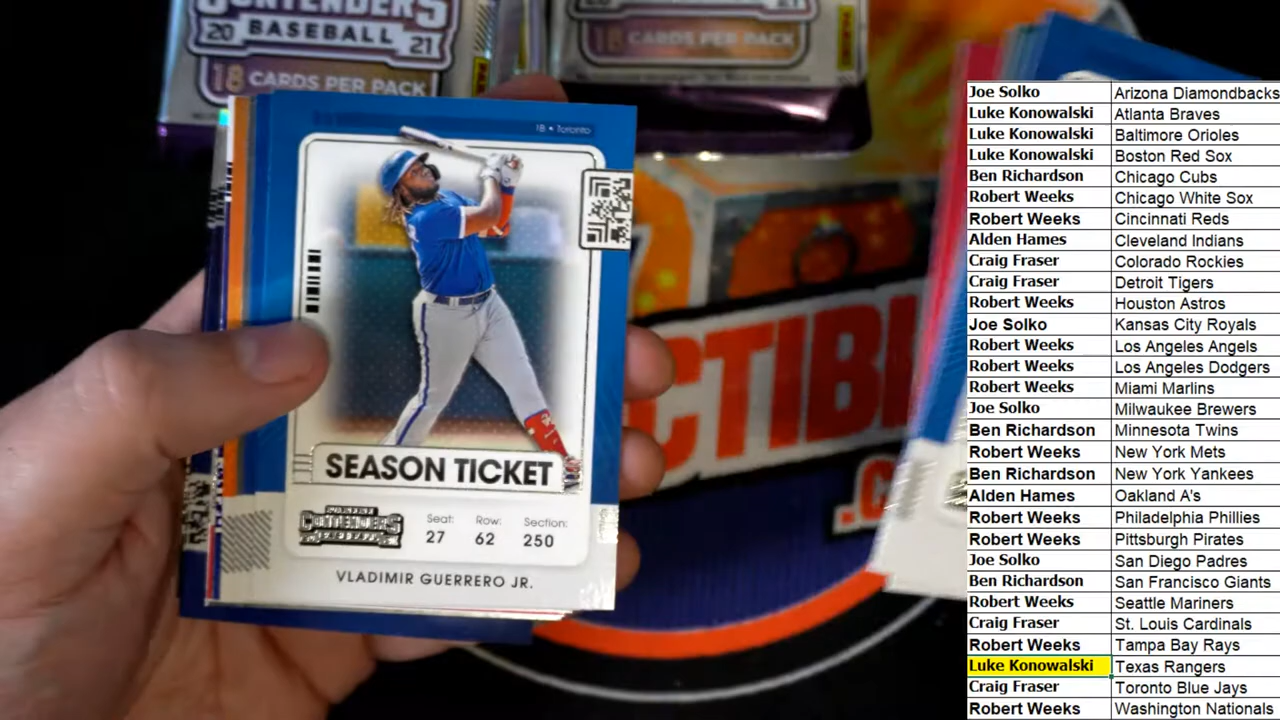 CONTENDERS
20 BASEBALL 21
18 CARDS PER PACK
20 21
18 CARDS PER PACK
1B • Toronto
SEASON TICKET
CONTENDERS
Seat: Row: Section:
27 62 250
VLADIMIR GUERRERO JR.
CTIB
.C
Joe Solko Arizona Diamondbacks
Luke Konowalski Atlanta Braves
Luke Konowalski Baltimore Orioles
Luke Konowalski Boston Red Sox
Ben Richardson Chicago Cubs
Robert Weeks Chicago White Sox
Robert Weeks Cincinnati Reds
Alden Hames Cleveland Indians
Craig Fraser Colorado Rockies
Craig Fraser Detroit Tigers
Robert Weeks Houston Astros
Joe Solko Kansas City Royals
Robert Weeks Los Angeles Angels
Robert Weeks Los Angeles Dodgers
Robert Weeks Miami Marlins
Joe Solko Milwaukee Brewers
Ben Richardson Minnesota Twins
Robert Weeks New York Mets
Ben Richardson New York Yankees
Alden Hames Oakland A's
Robert Weeks Philadelphia Phillies
Robert Weeks Pittsburgh Pirates
Joe Solko San Diego Padres
Ben Richardson San Francisco Giants
Robert Weeks Seattle Mariners
Craig Fraser St. Louis Cardinals
Robert Weeks Tampa Bay Rays
Luke Konowalski Texas Rangers
Craig Fraser Toronto Blue Jays
Robert Weeks Washington Nationals